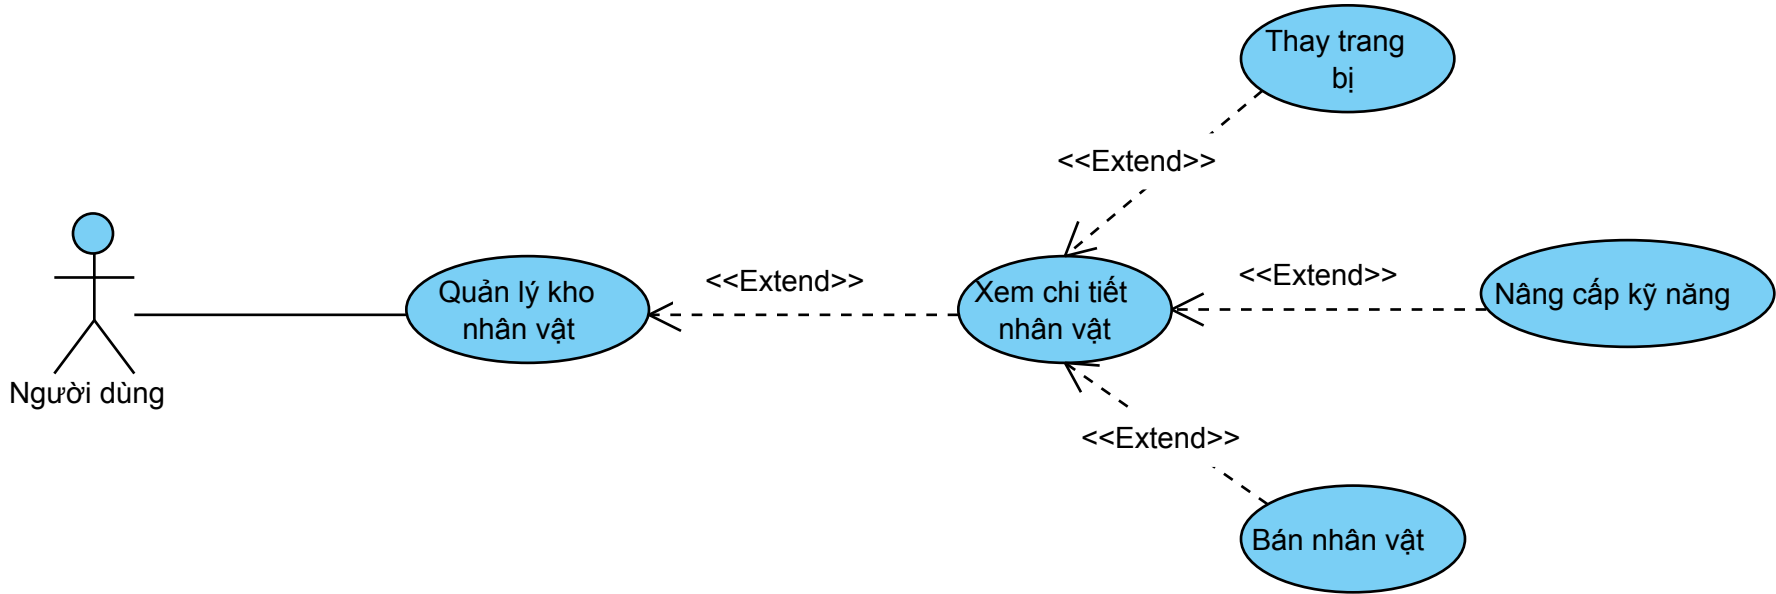 Thay trang
bị
<<Extend>>
<<Extend>>
<<Extend>>
Quản lý kho
nhân vật
Xem chi tiết
nhân vật
Nâng cấp kỹ năng
Người dùng
<<Extend>>
Bán nhân vật